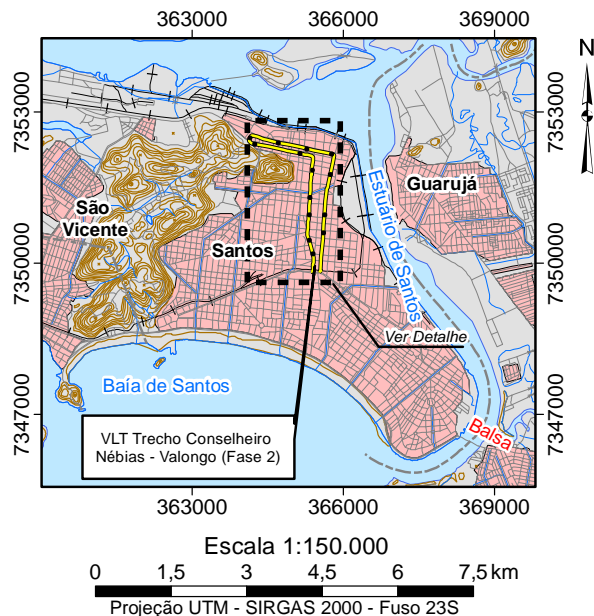 363000 366000 369000
N
7353000
7353000
Guarujá
São
Vicente
Estuário de Santos
Santos
7350000
7350000
Ver Detalhe
Baía de Santos
7347000
7347000
Balsa
VLT Trecho Conselheiro
Nébias - Valongo (Fase 2)
363000 366000 369000
Escala 1:150.000
0 1,5 3 4,5 6 7,5 km
Projeção UTM - SIRGAS 2000 - Fuso 23S